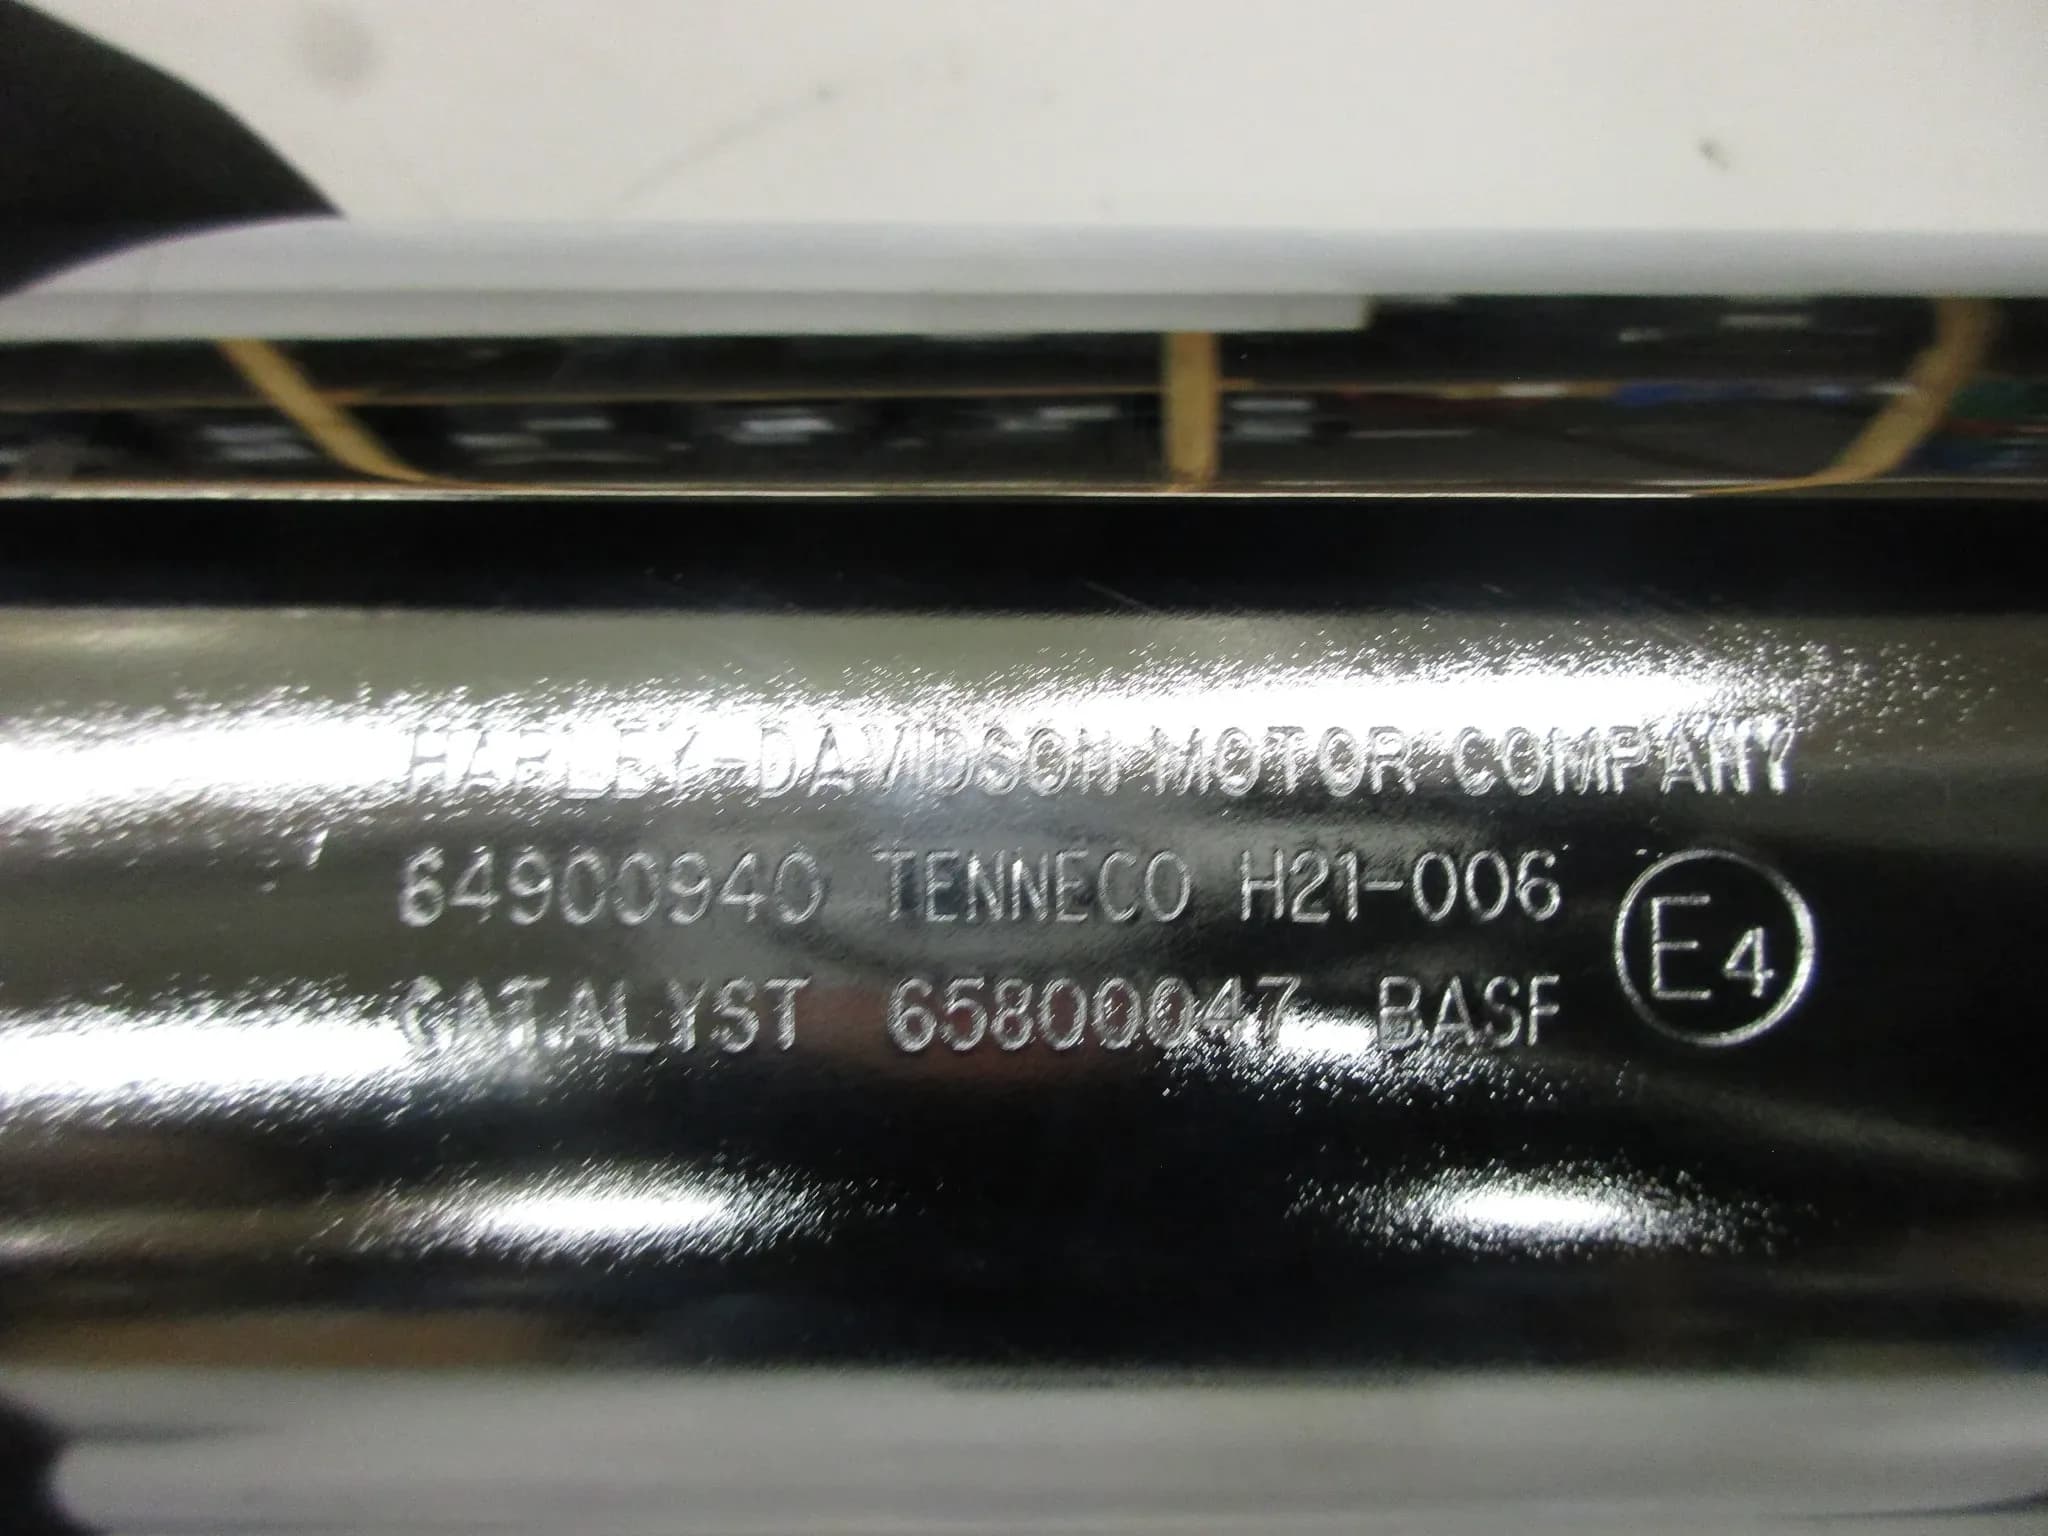 HARLEY-DAVIDSON MOTOR COMPANY
64900940 TENNECO H21-006
CATALYST 65800047 BASF
E4